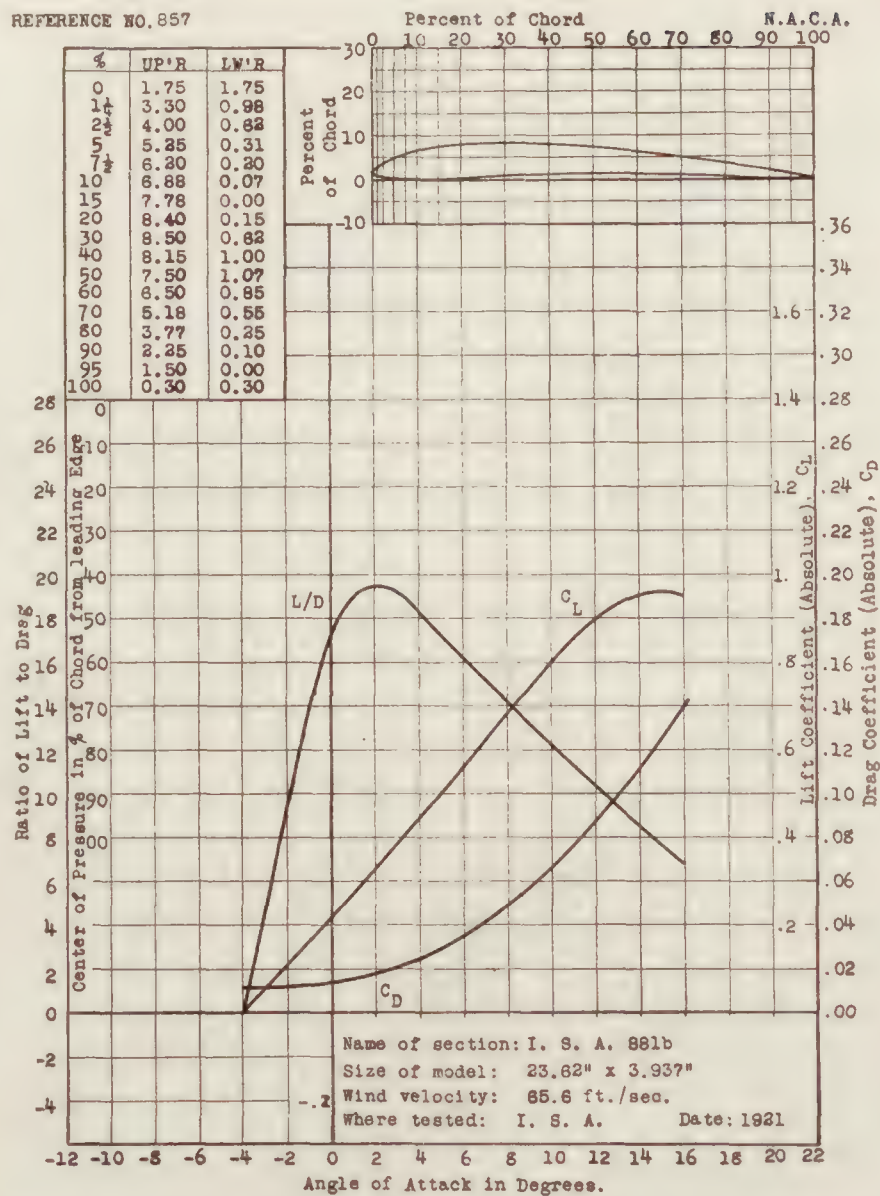 REFERENCE NO. 857
Percent of Chord
N.A.C.A.
0 10 20 30 40 50 60 70 80 90 100
% UP'R LW'R
0 1.75 1.75
1¼ 3.30 0.98
2½ 4.00 0.62
5 5.25 0.31
7½ 6.20 0.20
10 6.88 0.07
15 7.78 0.00
20 8.40 0.15
30 8.50 0.82
40 8.15 1.00
50 7.50 1.07
60 6.50 0.85
70 5.18 0.55
80 3.77 0.25
90 2.25 0.10
95 1.50 0.00
100 0.30 0.30
Percent of Chord
30
20
10
0
-10
Ratio of Lift to Drag
28
26
24
22
20
18
16
14
12
10
8
6
4
2
0
-2
-4
Center of Pressure in % of Chord from leading Edge
0
10
20
30
40
50
60
70
80
90
00
L/D
C_L
C_D
Lift Coefficient (Absolute), C_L
1.6
1.4
1.2
1.
.8
.6
.4
.2
-.2
Drag Coefficient (Absolute), C_D
.36
.34
.32
.30
.28
.26
.24
.22
.20
.18
.16
.14
.12
.10
.08
.06
.04
.02
.00
Name of section: I. S. A. 881b
Size of model: 23.62" x 3.937"
Wind velocity: 65.6 ft./sec.
Where tested: I. S. A. Date: 1921
-12 -10 -8 -6 -4 -2 0 2 4 6 8 10 12 14 16 18 20 22
Angle of Attack in Degrees.